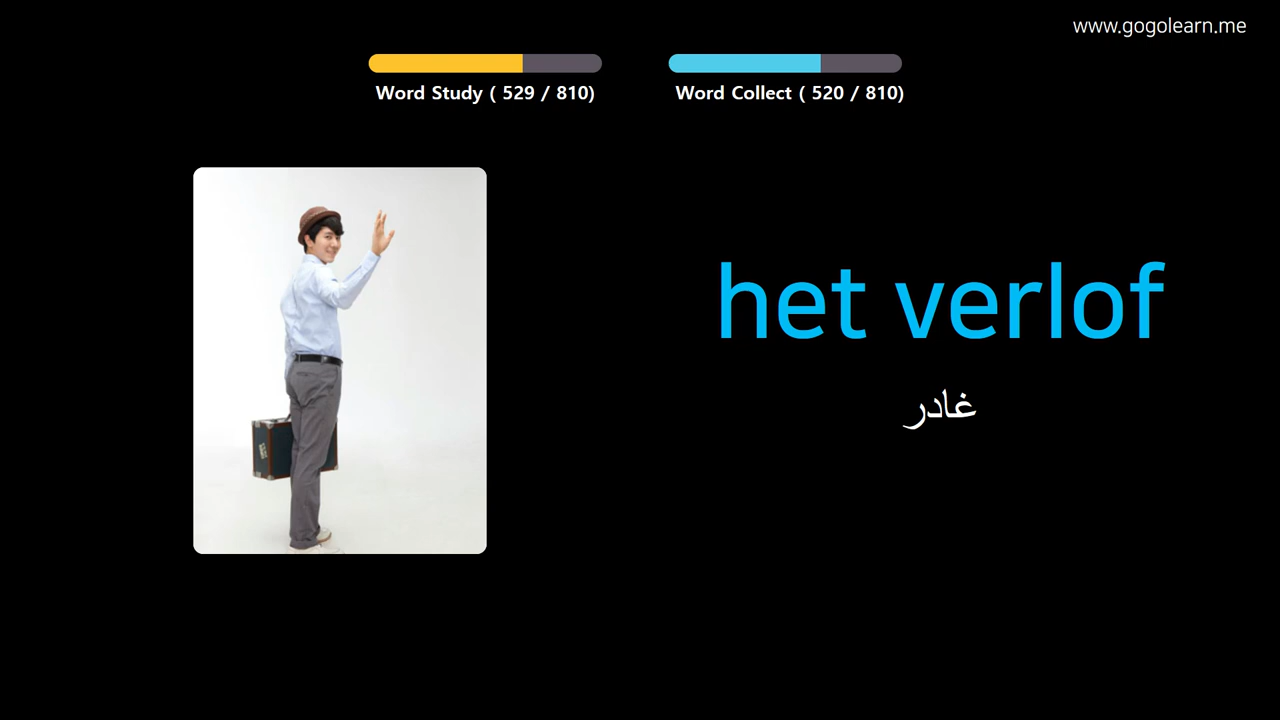 www.gogolearn.me
Word Study ( 529 / 810)
Word Collect ( 520 / 810)
het verlof
غادر